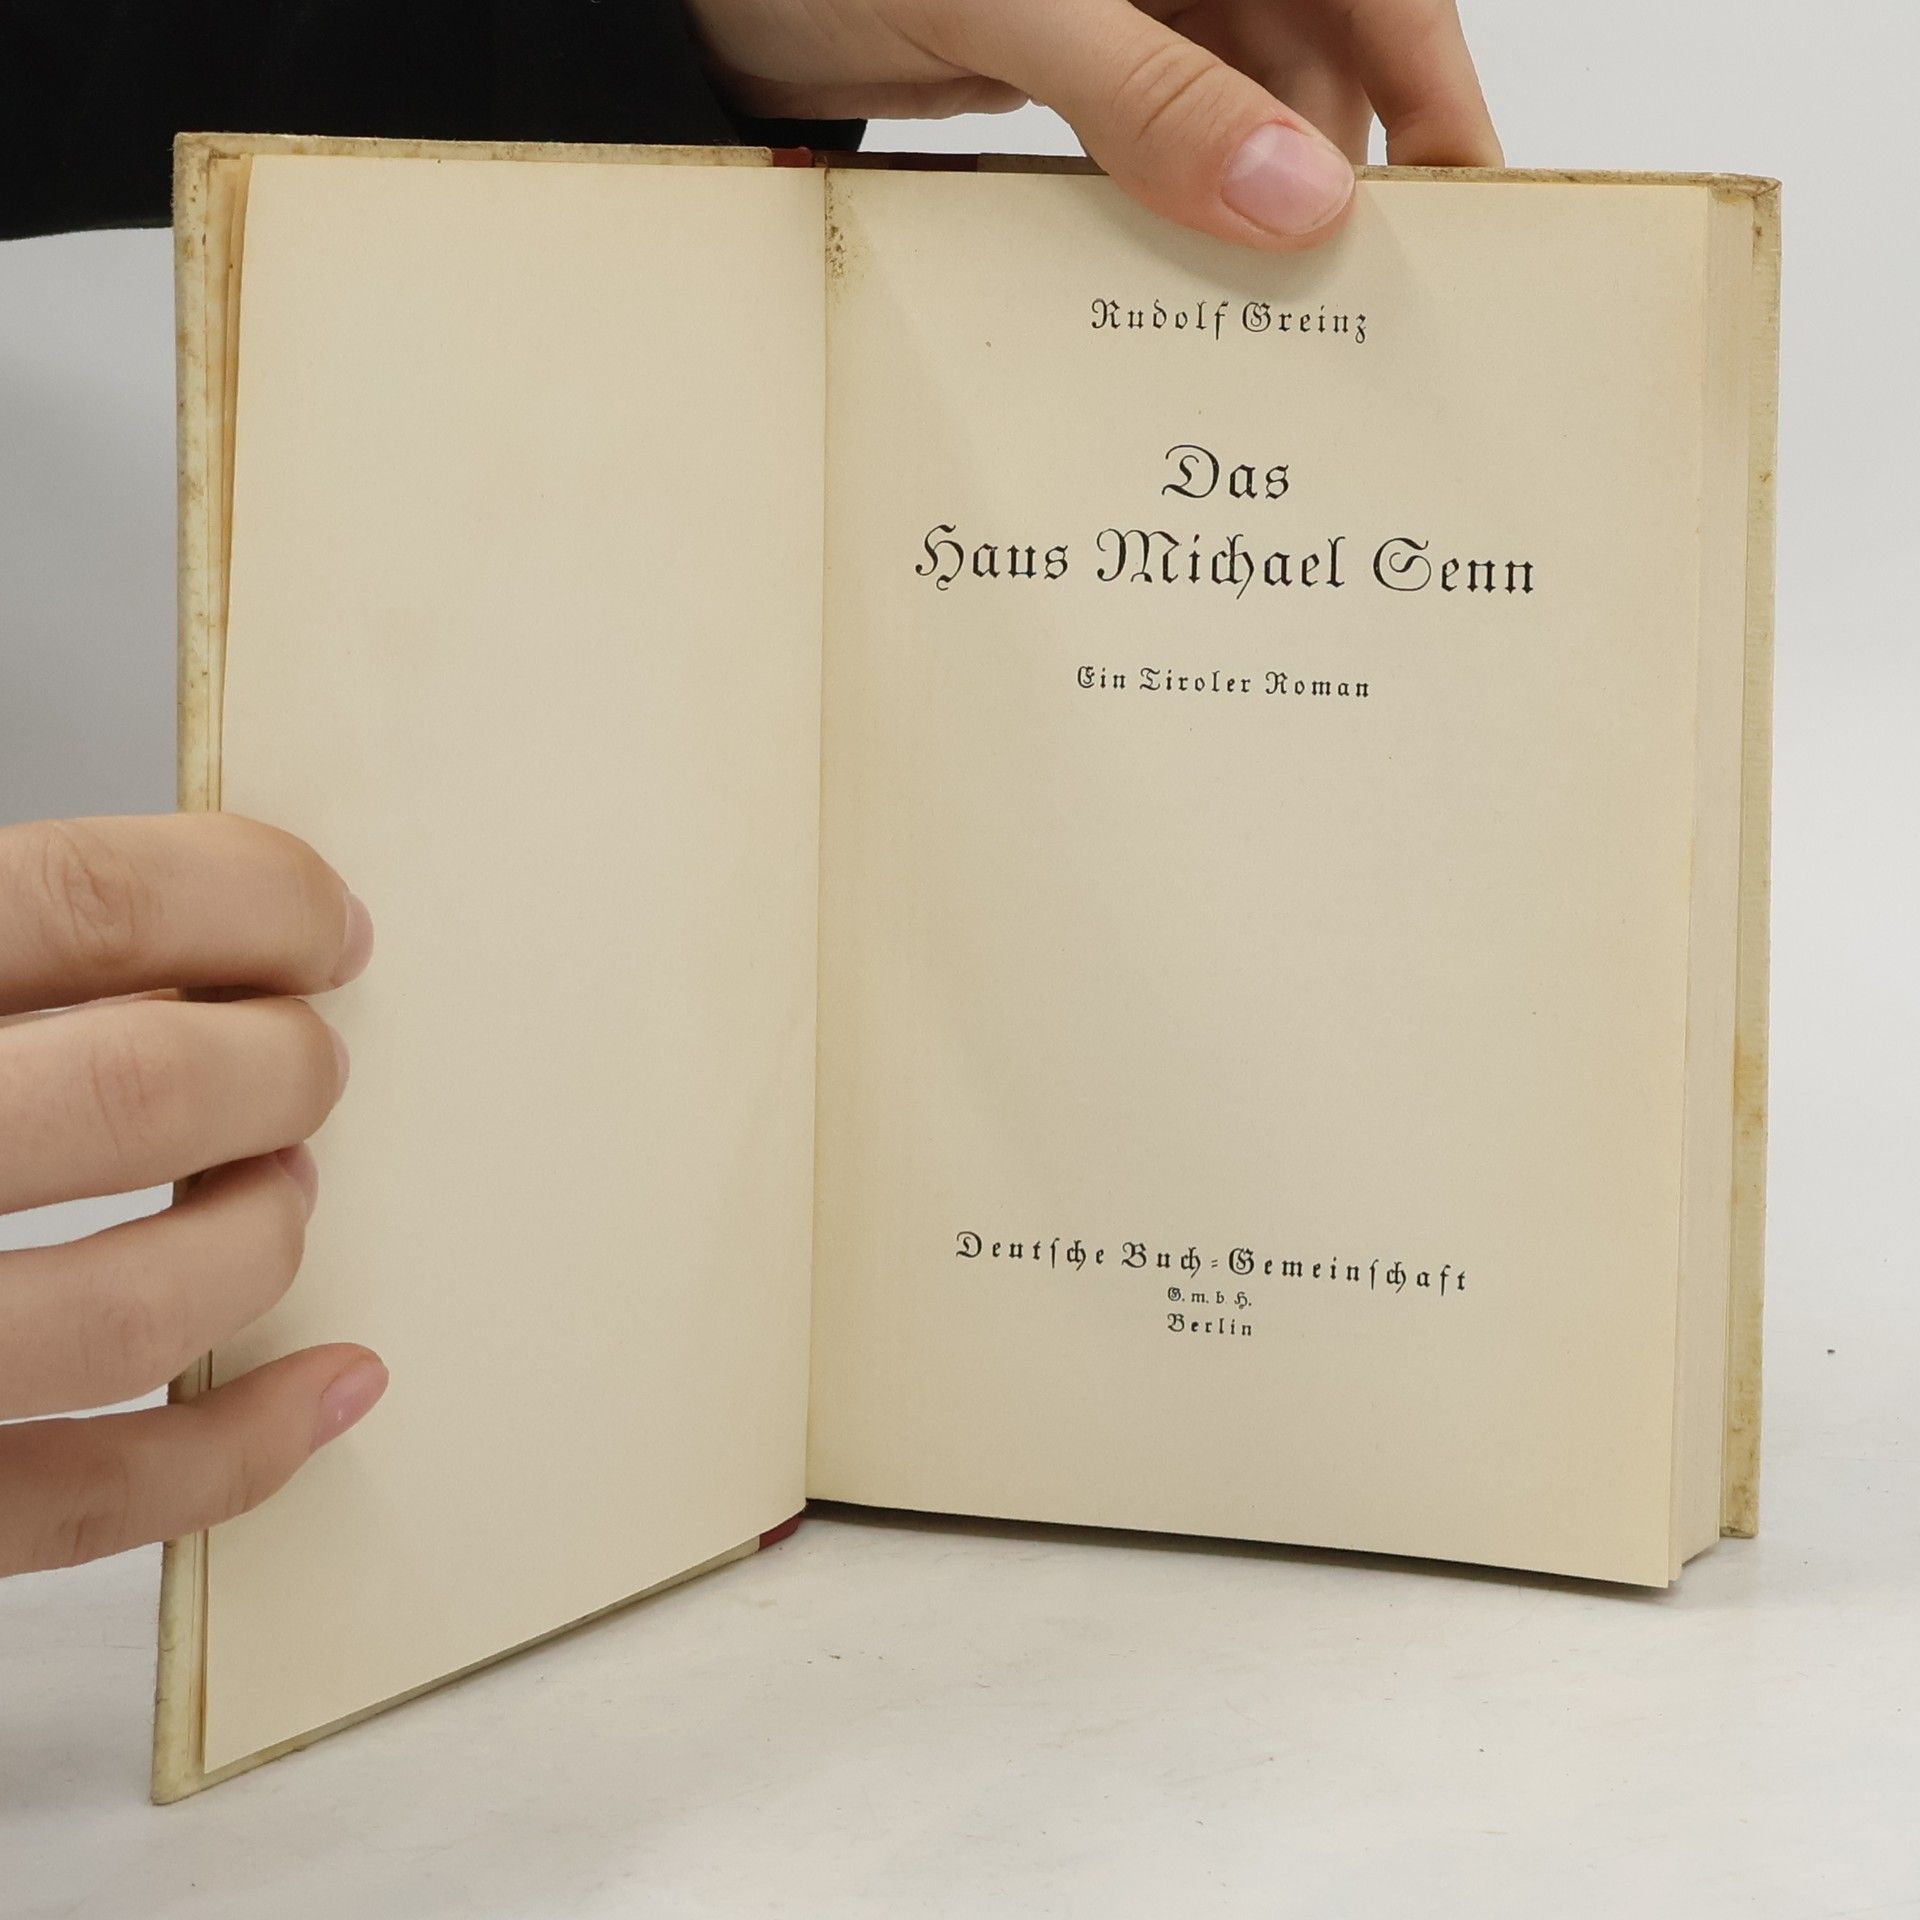 Rudolf Greinz
Das
Haus Michael Senn
Ein Tiroler Roman
Deutſche Buch-Gemeinſchaft
G. m. b. H.
Berlin